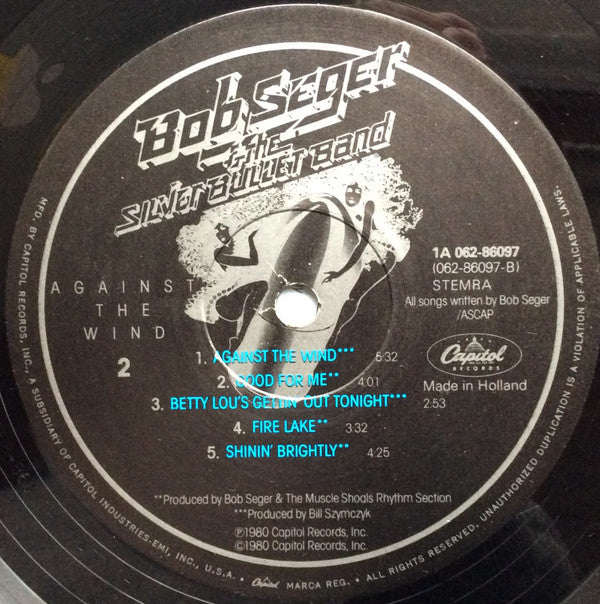 Bob Seger
& THE
SILVER BULLET BAND
AGAINST
THE
WIND
2
1A 062-86097
(062-86097-B)
STEMRA
All songs written by Bob Seger
/ASCAP
Capitol
RECORDS
Made in Holland
1. AGAINST THE WIND*** 5:32
2. GOOD FOR ME** 4:01
3. BETTY LOU'S GETTIN' OUT TONIGHT*** 2:53
4. FIRE LAKE** 3:32
5. SHININ' BRIGHTLY** 4:25
**Produced by Bob Seger & The Muscle Shoals Rhythm Section
***Produced by Bill Szymczyk
℗1980 Capitol Records, Inc.
©1980 Capitol Records, Inc.
MFD. BY CAPITOL RECORDS, INC., A SUBSIDIARY OF CAPITOL INDUSTRIES-EMI, INC., U.S.A. • Capitol MARCA REG. • ALL RIGHTS RESERVED. UNAUTHORIZED DUPLICATION IS A VIOLATION OF APPLICABLE LAWS.